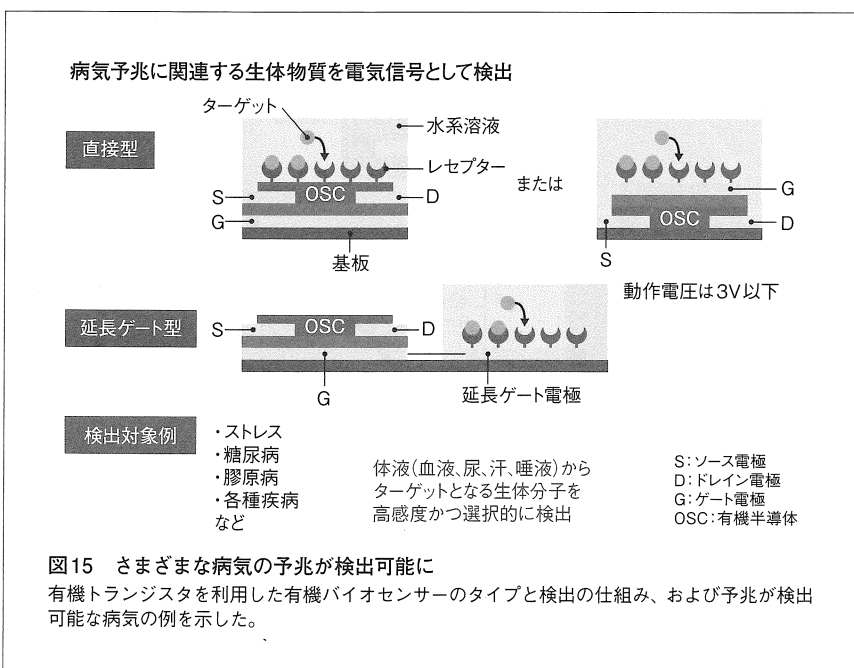 病気予兆に関連する生体物質を電気信号として検出
直接型
ターゲット
水系溶液
レセプター
S
OSC
D
G
基板
または
G
OSC
D
S
動作電圧は3V以下
延長ゲート型
S
OSC
D
G
延長ゲート電極
検出対象例
・ストレス
・糖尿病
・膠原病
・各種疾病
など
体液(血液、尿、汗、唾液)から
ターゲットとなる生体分子を
高感度かつ選択的に検出
S:ソース電極
D:ドレイン電極
G:ゲート電極
OSC:有機半導体
図15 さまざまな病気の予兆が検出可能に
有機トランジスタを利用した有機バイオセンサーのタイプと検出の仕組み、および予兆が検出
可能な病気の例を示した。